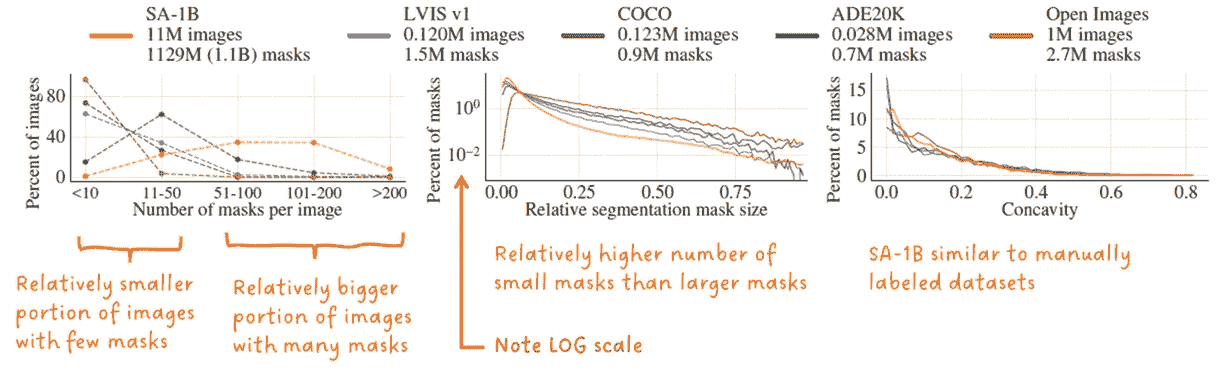 SA-1B
11M images
1129M (1.1B) masks
LVIS v1
0.120M images
1.5M masks
COCO
0.123M images
0.9M masks
ADE20K
0.028M images
0.7M masks
Open Images
1M images
2.7M masks
Percent of images
80
40
0
<10
11-50
51-100
101-200
>200
Number of masks per image
Percent of masks
10⁰
10⁻²
0.00
0.25
0.50
0.75
Relative segmentation mask size
Percent of masks
15
10
5
0
0.0
0.2
0.4
0.6
0.8
Concavity
Relatively smaller
portion of images
with few masks
Relatively bigger
portion of images
with many masks
Relatively higher number of
small masks than larger masks
Note LOG scale
SA-1B similar to manually
labeled datasets